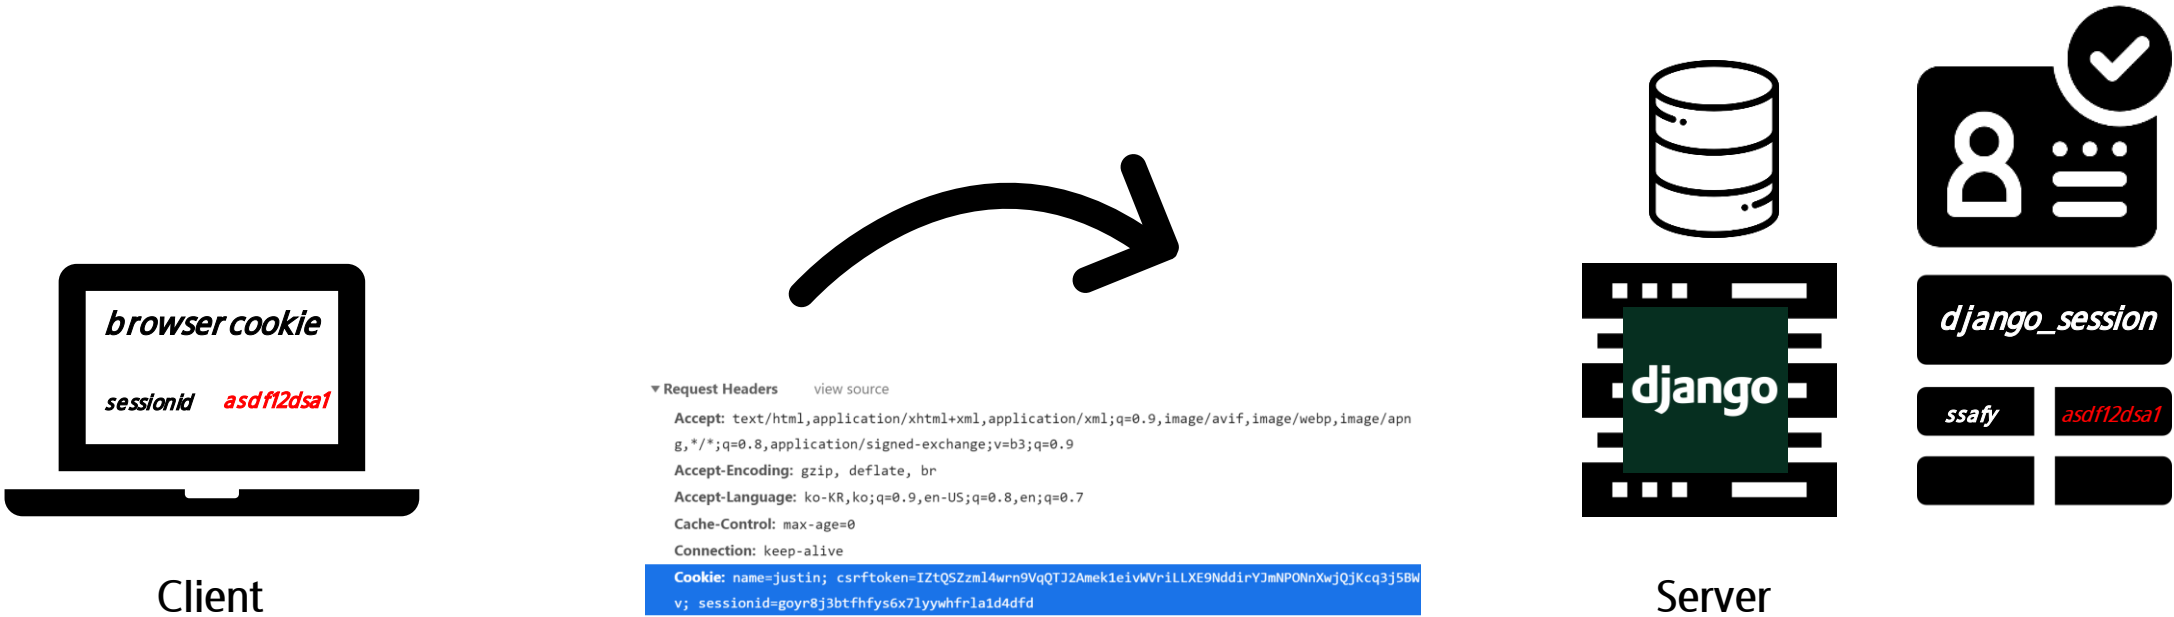 browser cookie
sessionid asdf12dsa1
Client
Request Headers view source
Accept: text/html,application/xhtml+xml,application/xml;q=0.9,image/avif,image/webp,image/apn
g,*/*;q=0.8,application/signed-exchange;v=b3;q=0.9
Accept-Encoding: gzip, deflate, br
Accept-Language: ko-KR,ko;q=0.9,en-US;q=0.8,en;q=0.7
Cache-Control: max-age=0
Connection: keep-alive
Cookie: name=justin; csrftoken=IZtQSZzml4wrn9VqQTJ2Amek1eivWVriLLXE9NddirYJmNPONnXwjQjKcq3j5BW
v; sessionid=goyr8j3btfhfys6x7lyywhfrla1d4dfd
django
Server
django_session
ssafy asdf12dsa1